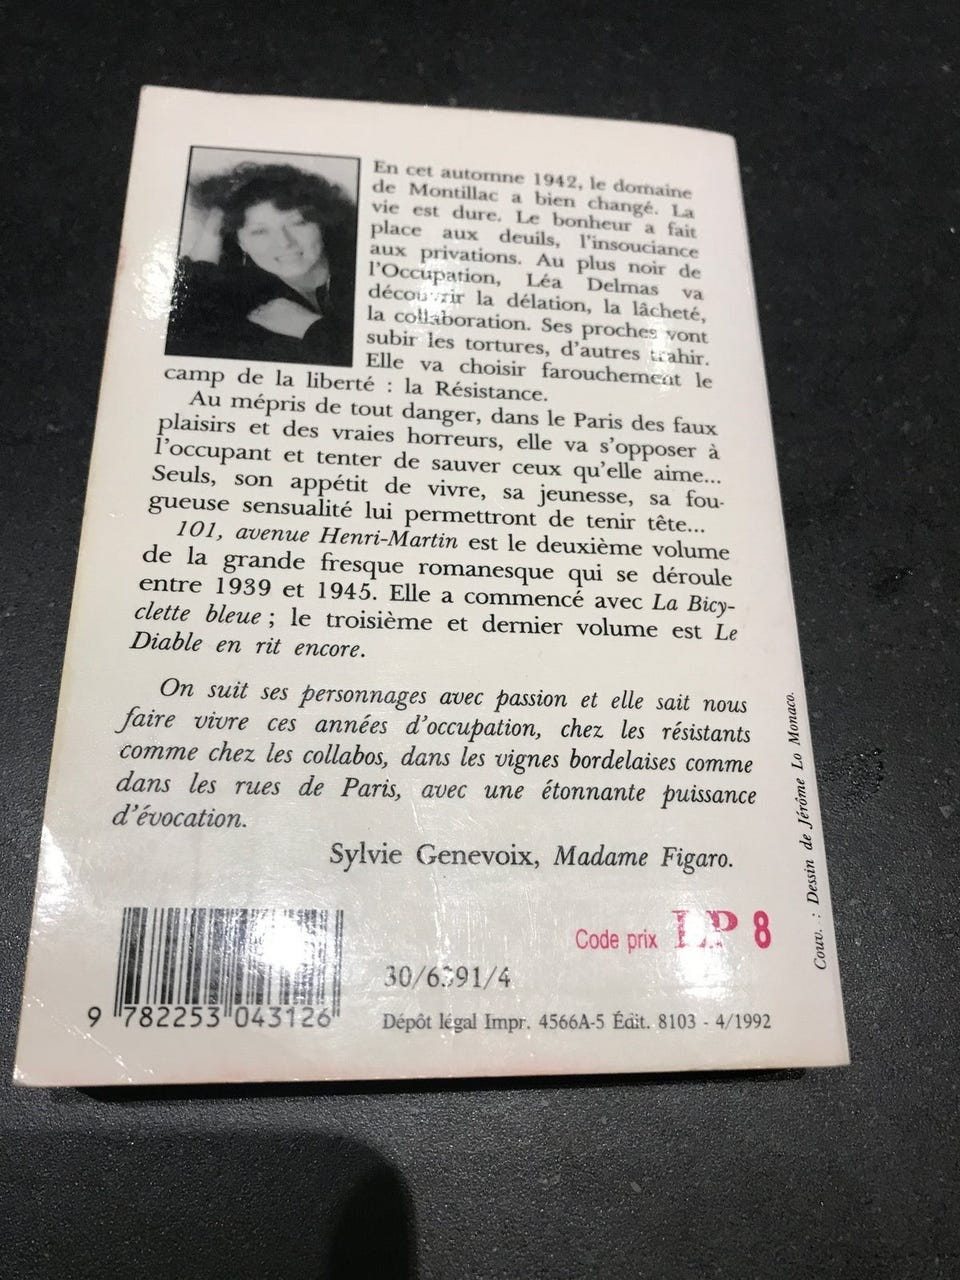 En cet automne 1942, le domaine
de Montillac a bien changé. La
vie est dure. Le bonheur a fait
place aux deuils, l'insouciance
aux privations. Au plus noir de
l'Occupation, Léa Delmas va
découvrir la délation, la lâcheté,
la collaboration. Ses proches vont
subir les tortures, d'autres trahir.
Elle va choisir farouchement le
camp de la liberté : la Résistance.
Au mépris de tout danger, dans le Paris des faux
plaisirs et des vraies horreurs, elle va s'opposer à
l'occupant et tenter de sauver ceux qu'elle aime...
Seuls, son appétit de vivre, sa jeunesse, sa fou-
gueuse sensualité lui permettront de tenir tête...
101, avenue Henri-Martin est le deuxième volume
de la grande fresque romanesque qui se déroule
entre 1939 et 1945. Elle a commencé avec La Bicy-
clette bleue ; le troisième et dernier volume est Le
Diable en rit encore.
On suit ses personnages avec passion et elle sait nous
faire vivre ces années d'occupation, chez les résistants
comme chez les collabos, dans les vignes bordelaises comme
dans les rues de Paris, avec une étonnante puissance
d'évocation.
Sylvie Genevoix, Madame Figaro.
Couv. : Dessin de Jérôme Lo Monaco.
Code prix LP 8
30/6391/4
9 782253 043126
Dépôt légal Impr. 4566A-5 Édit. 8103 - 4/1992